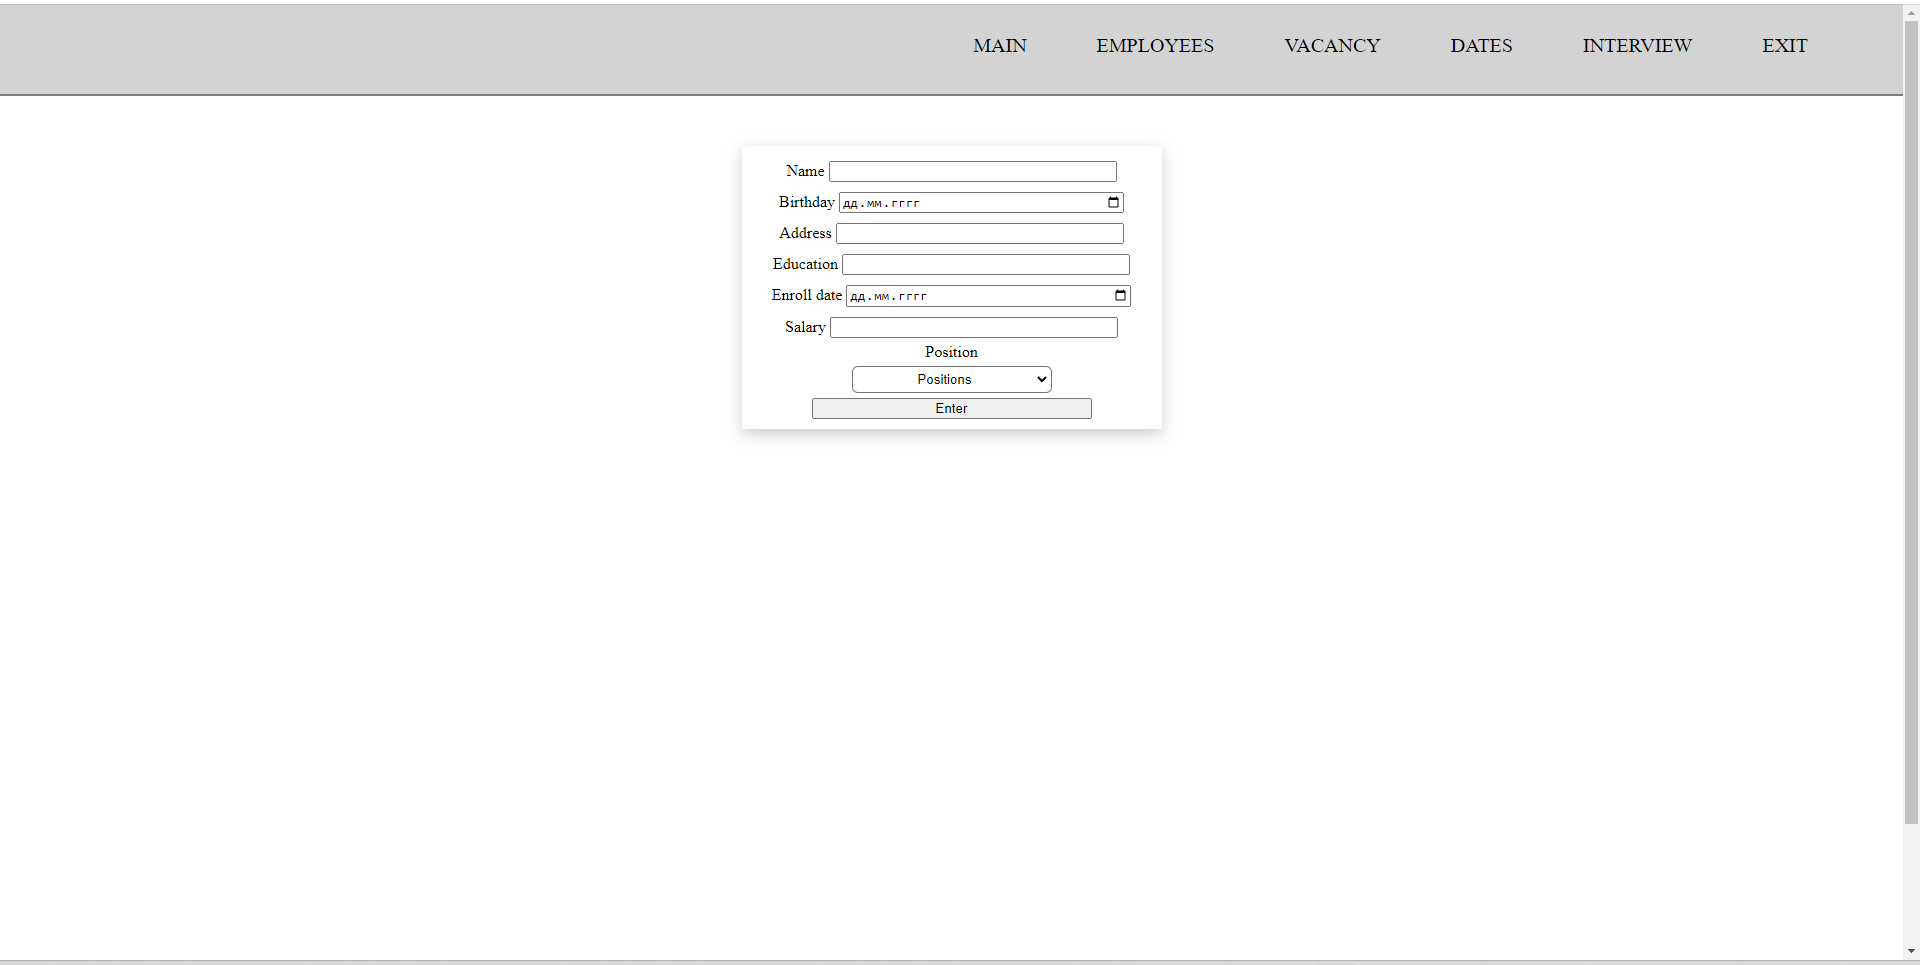 MAIN EMPLOYEES VACANCY DATES INTERVIEW EXIT
Name
Birthday дд.мм.гггг
Address
Education
Enroll date дд.мм.гггг
Salary
Position
Positions
Enter